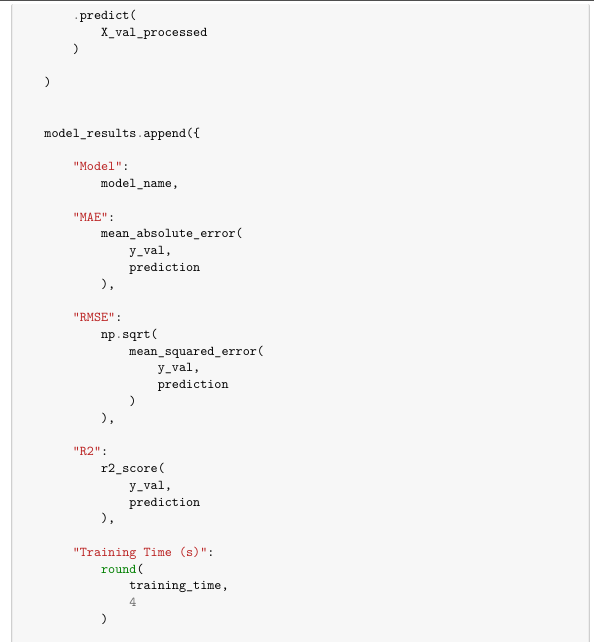 .predict(
X_val_processed
)
)
model_results.append({
"Model":
model_name,
"MAE":
mean_absolute_error(
y_val,
prediction
),
"RMSE":
np.sqrt(
mean_squared_error(
y_val,
prediction
)
),
"R2":
r2_score(
y_val,
prediction
),
"Training Time (s)":
round(
training_time,
4
)